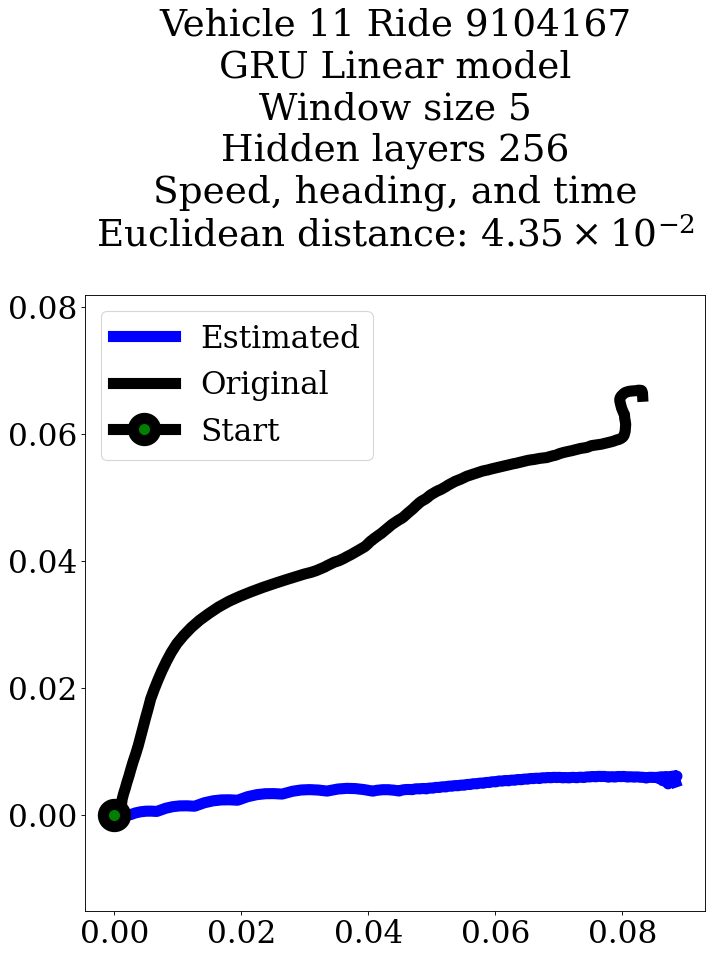 Vehicle 11 Ride 9104167
GRU Linear model
Window size 5
Hidden layers 256
Speed, heading, and time
Euclidean distance: 4.35 × 10⁻²
Estimated
Original
Start
0.08
0.06
0.04
0.02
0.00
0.00 0.02 0.04 0.06 0.08